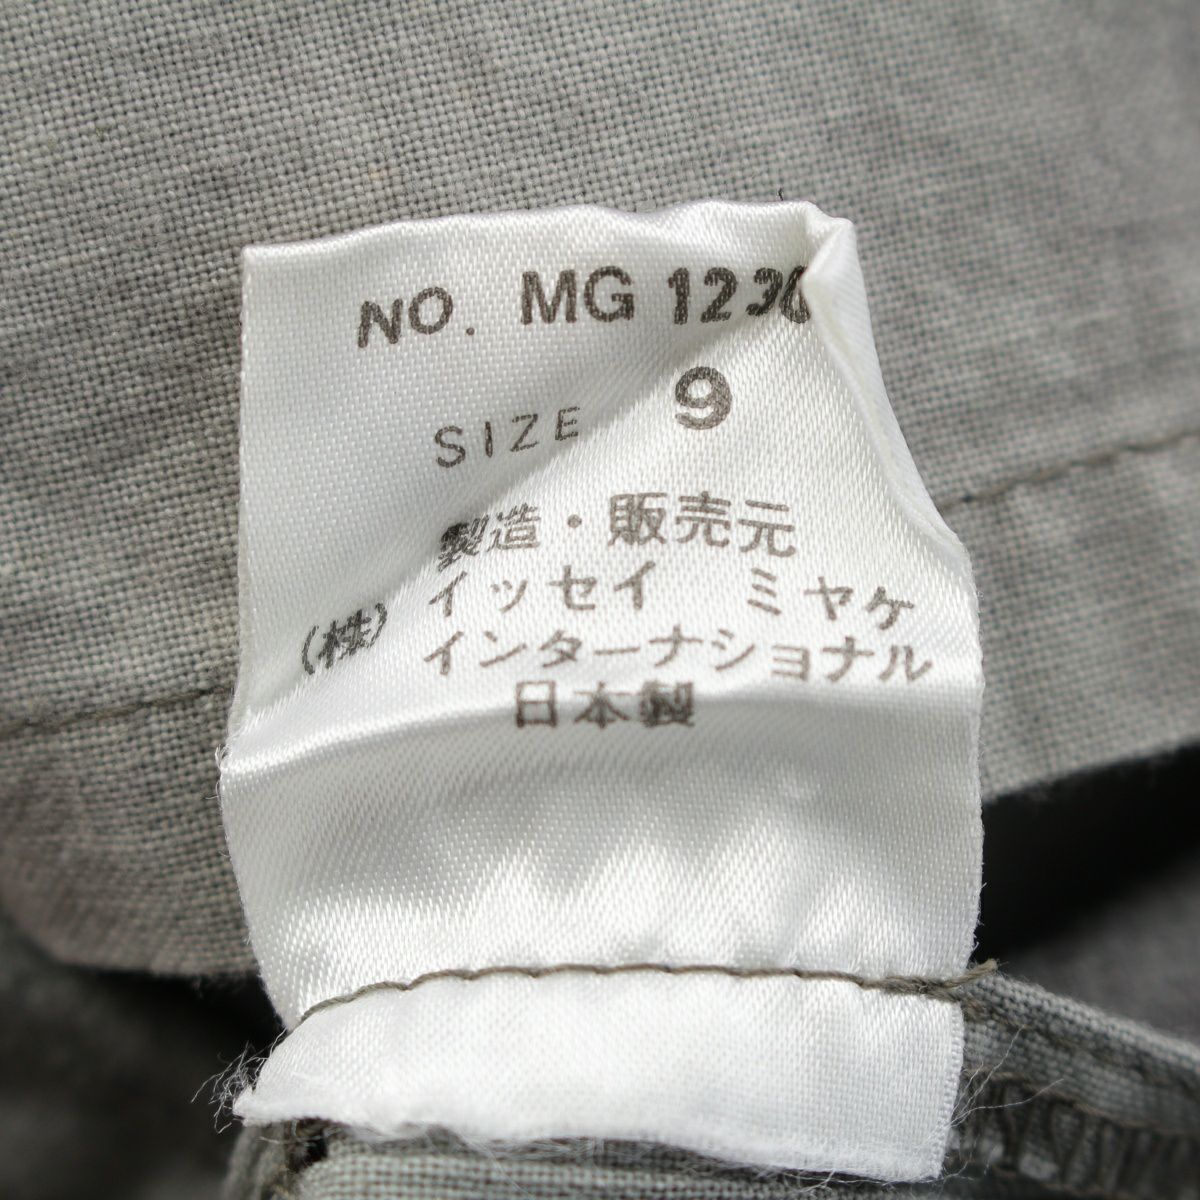 NO. MG 1230
SIZE 9
製造・販売元
(株) イッセイ ミヤケ
インターナショナル
日本製